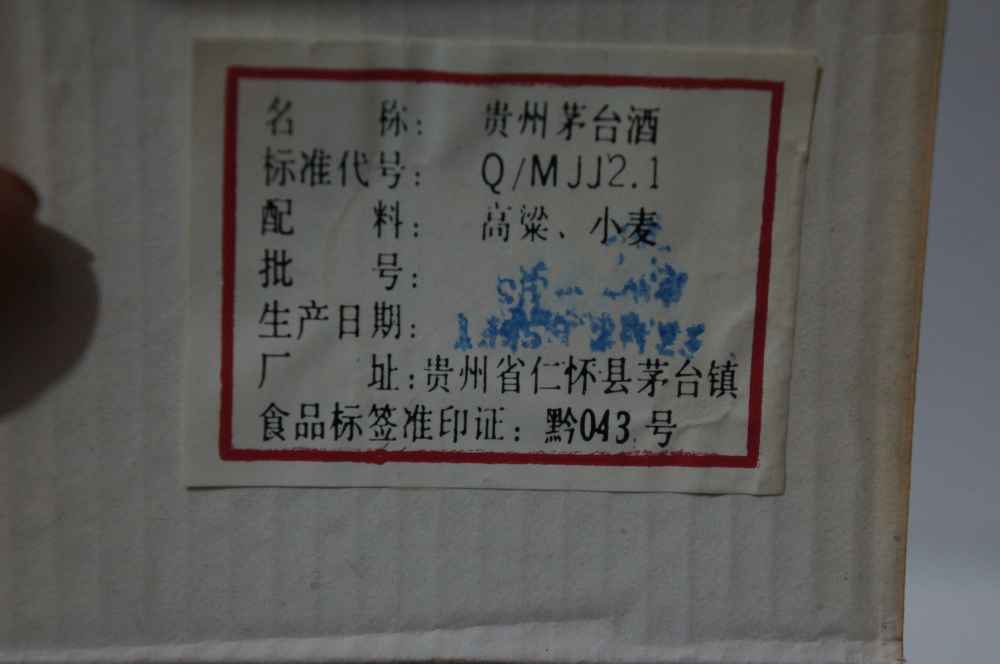 名 称: 贵州茅台酒
标准代号: Q/MJJ2.1
配 料: 高粱、小麦
批 号:
生产日期:
厂 址:贵州省仁怀县茅台镇
食品标签准印证: 黔043号